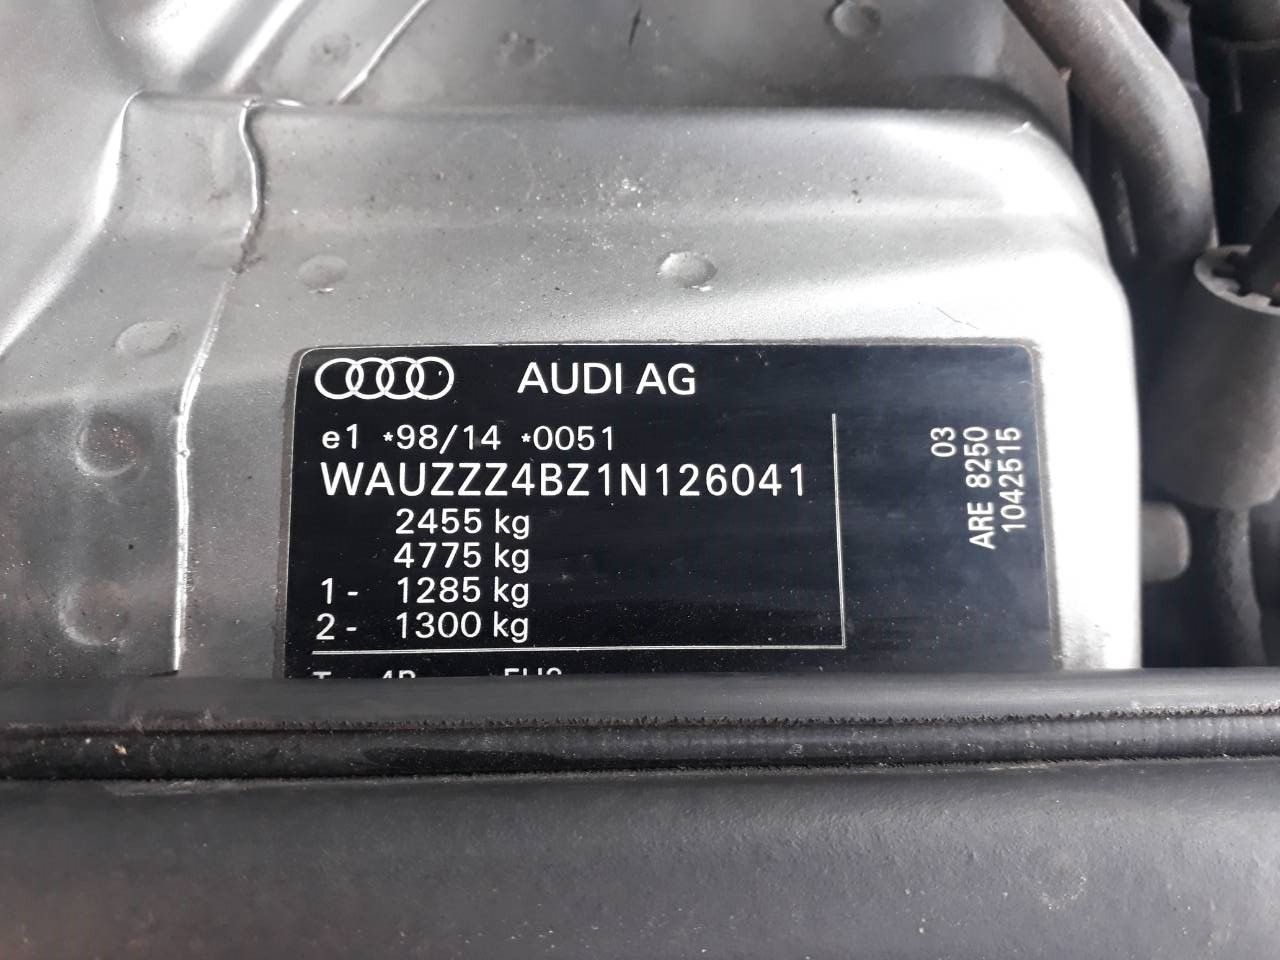 AUDI AG
e1 *98/14 *0051
WAUZZZ4BZ1N126041
2455 kg
4775 kg
1- 1285 kg
2- 1300 kg
03
ARE 8250
1042515